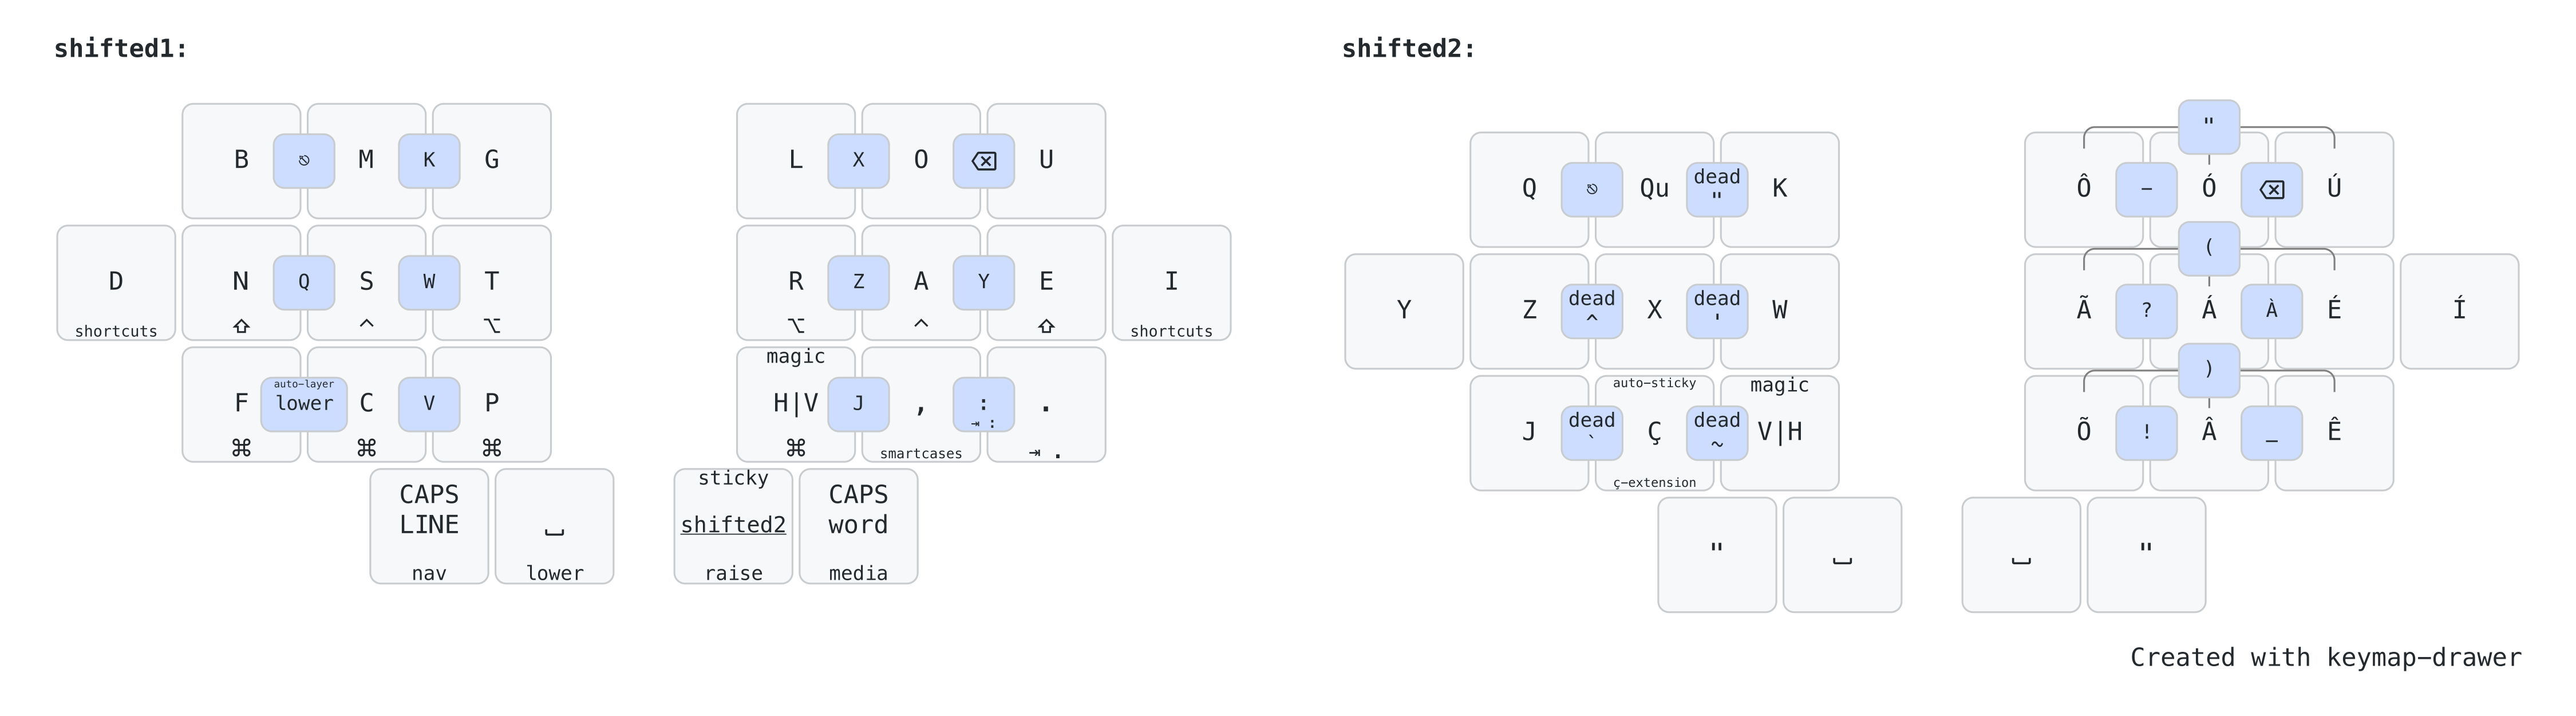 shifted1:
B ⎋ M K G L X O ⌫ U
D N Q S W T R Z A Y E I
shortcuts ⇧ ^ ⌥ ⌥ ^ ⇧ shortcuts
magic
auto-layer
F lower C V P H|V J , : .
⇥ :
⌘ ⌘ ⌘ ⌘ smartcases ⇥ .
CAPS LINE
nav
⎵
lower
sticky
shifted2
raise
CAPS word
media
shifted2:
"
Q ⎋ Qu dead " K Ô – Ó ⌫ Ú
(
Y Z dead ^ X dead ' W Ã ? Á À É Í
)
auto-sticky magic
J dead ` Ç dead ~ V|H Õ ! Â _ Ê
ç-extension
" ⎵ ⎵ "
Created with keymap-drawer